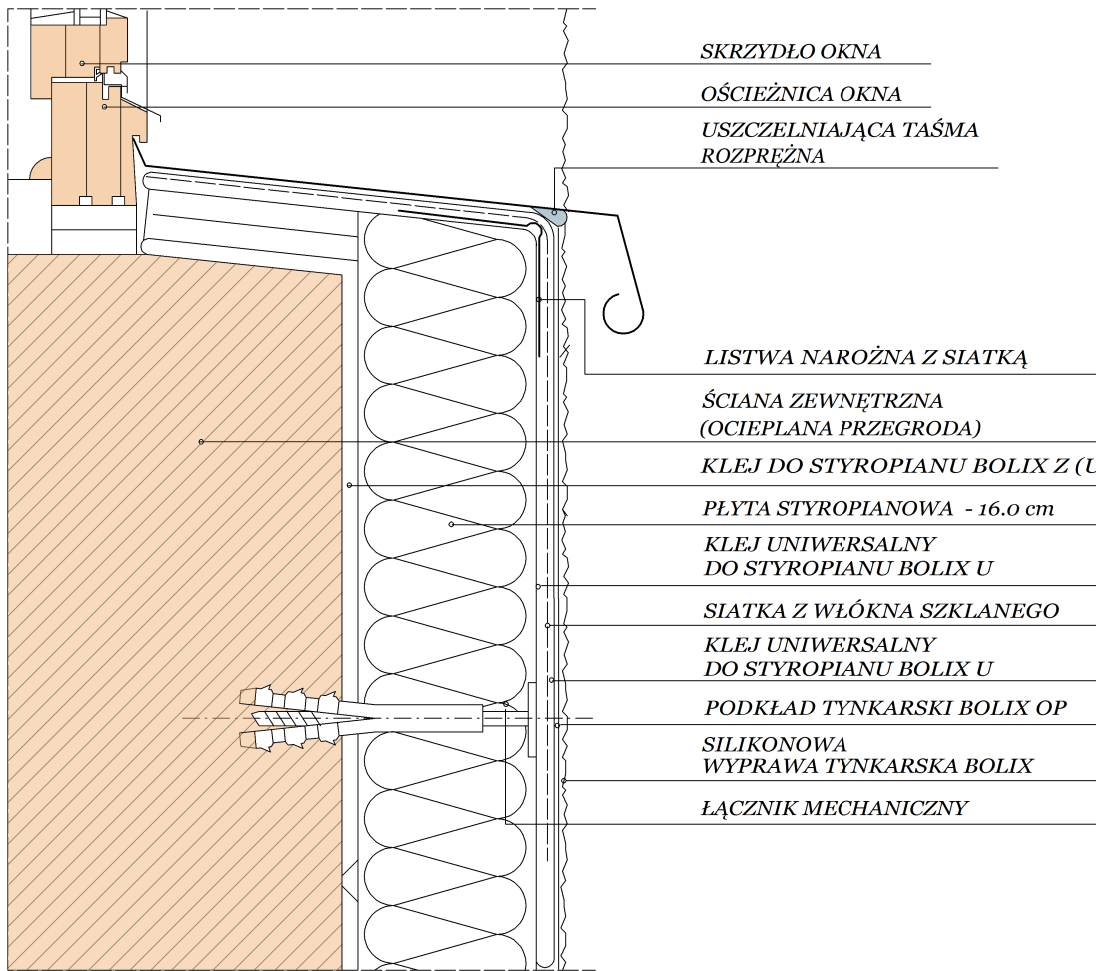 SKRZYDŁO OKNA
OŚCIEŻNICA OKNA
USZCZELNIAJĄCA TAŚMA
ROZPRĘŻNA
LISTWA NAROŻNA Z SIATKĄ
ŚCIANA ZEWNĘTRZNA
(OCIEPLANA PRZEGRODA)
KLEJ DO STYROPIANU BOLIX Z (U
PŁYTA STYROPIANOWA - 16.0 cm
KLEJ UNIWERSALNY
DO STYROPIANU BOLIX U
SIATKA Z WŁÓKNA SZKLANEGO
KLEJ UNIWERSALNY
DO STYROPIANU BOLIX U
PODKŁAD TYNKARSKI BOLIX OP
SILIKONOWA
WYPRAWA TYNKARSKA BOLIX
ŁĄCZNIK MECHANICZNY